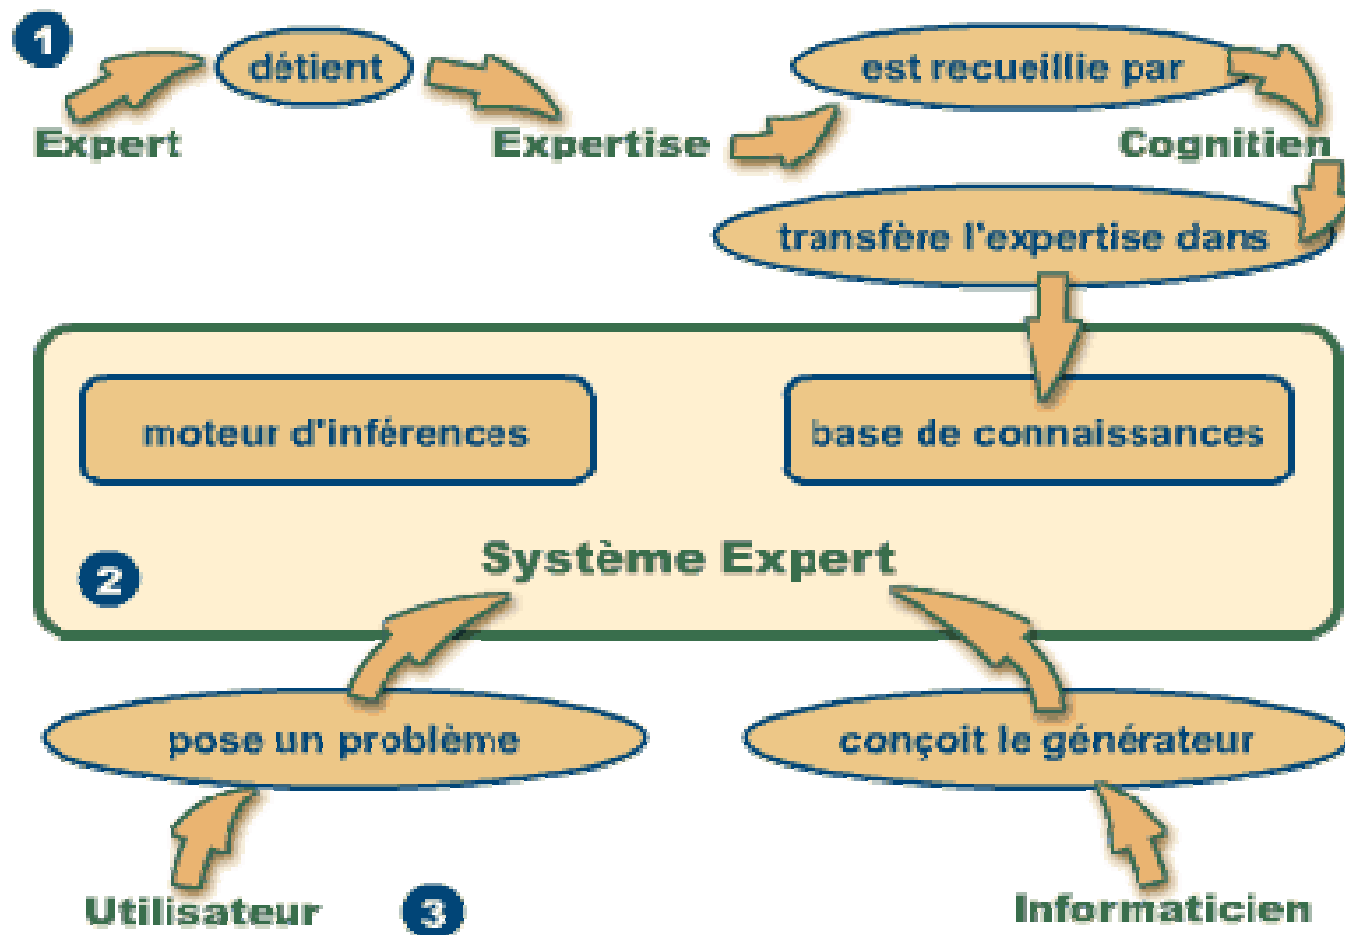 1
détient
est recueillie par
Expert
Expertise
Cognitien
transfère l'expertise dans
moteur d'inférences
base de connaissances
Système Expert
2
pose un problème
conçoit le générateur
Utilisateur
3
Informaticien